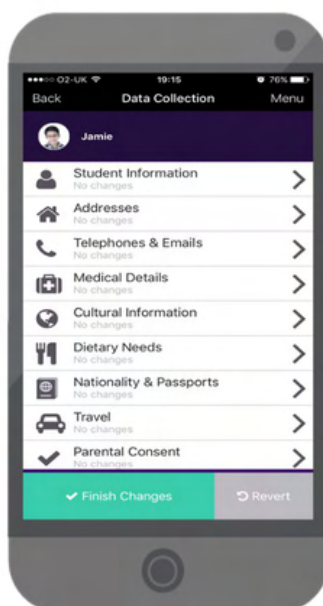 O2-UK 19:15 76%
Back Data Collection Menu
Jamie
Student Information
No changes
Addresses
No changes
Telephones & Emails
No changes
Medical Details
No changes
Cultural Information
No changes
Dietary Needs
No changes
Nationality & Passports
No changes
Travel
No changes
Parental Consent
No changes
Finish Changes Revert